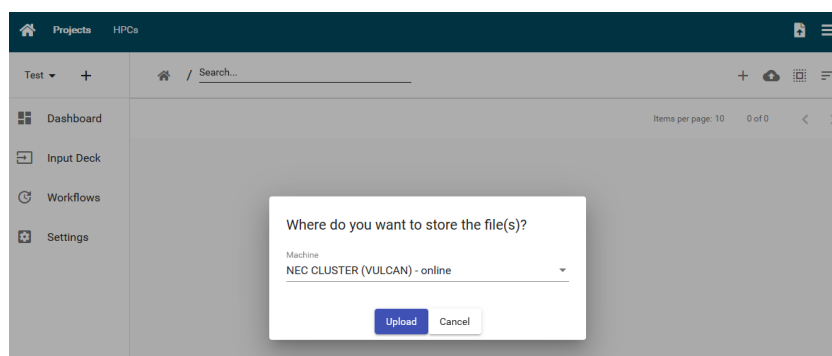 Projects HPCs
Test + / Search... +
Dashboard Items per page: 10 0 of 0 < 
Input Deck
Workflows
Settings
Where do you want to store the file(s)?
Machine
NEC CLUSTER (VULCAN) - online
Upload Cancel